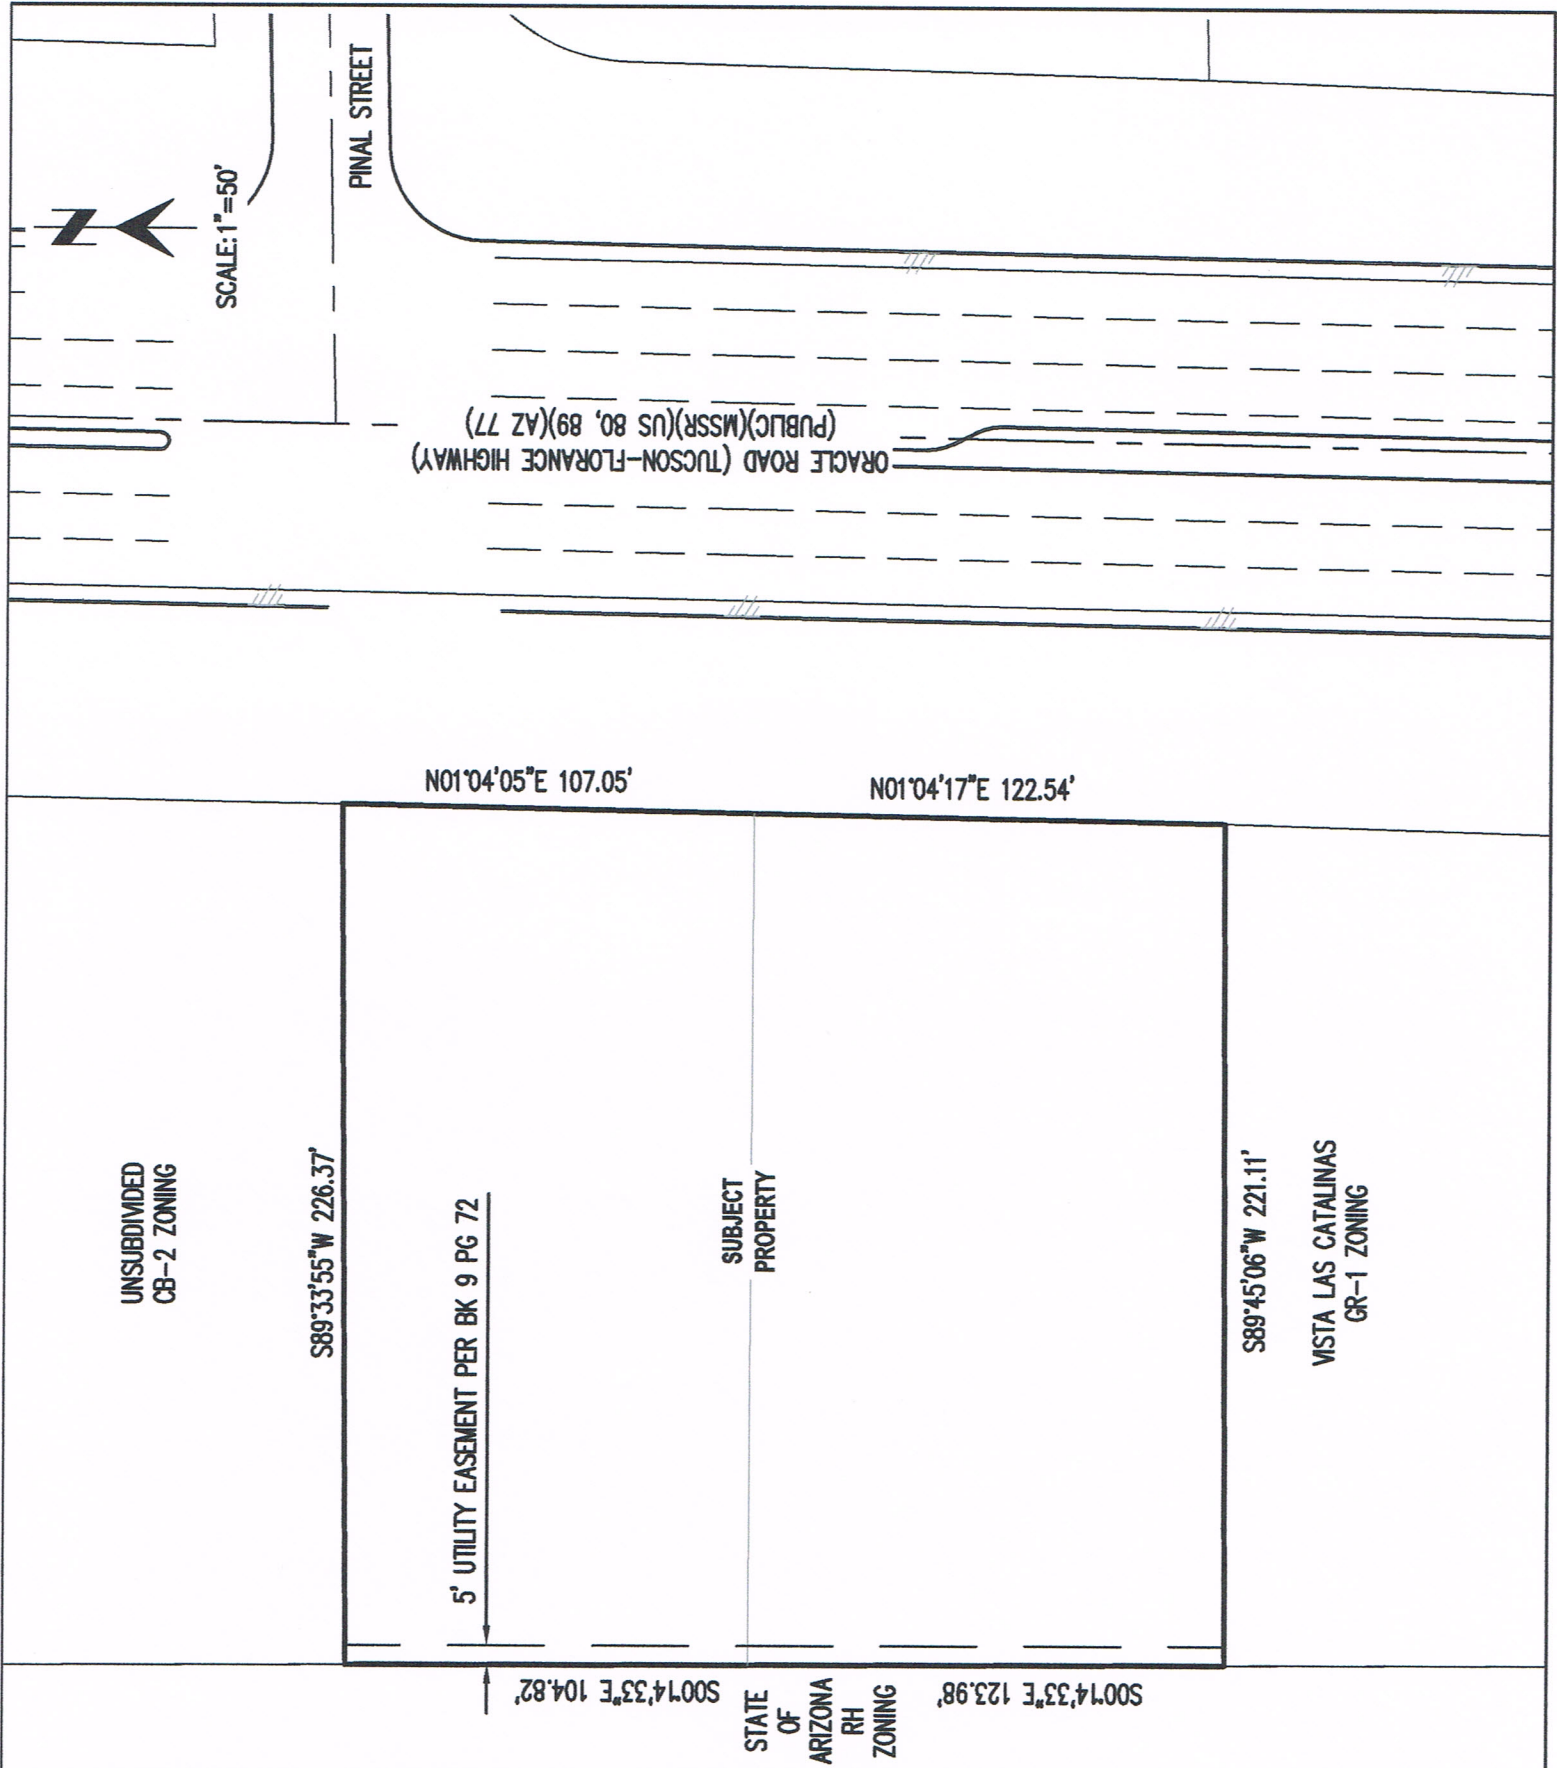 PINAL STREET
N
SCALE:1"=50'
ORACLE ROAD (TUCSON-FLORANCE HIGHWAY)
(PUBLIC)(MSSR)(US 80, 89)(AZ 77)
N01°04'05"E 107.05'
N01°04'17"E 122.54'
UNSUBDIVIDED
CB-2 ZONING
S89°33'55"W 226.37'
5' UTILITY EASEMENT PER BK 9 PG 72
SUBJECT
PROPERTY
S89°45'06"W 221.11'
VISTA LAS CATALINAS
GR-1 ZONING
S00°14'33"E 104.82'
STATE
OF
ARIZONA
RH
ZONING
S00°14'33"E 123.98'